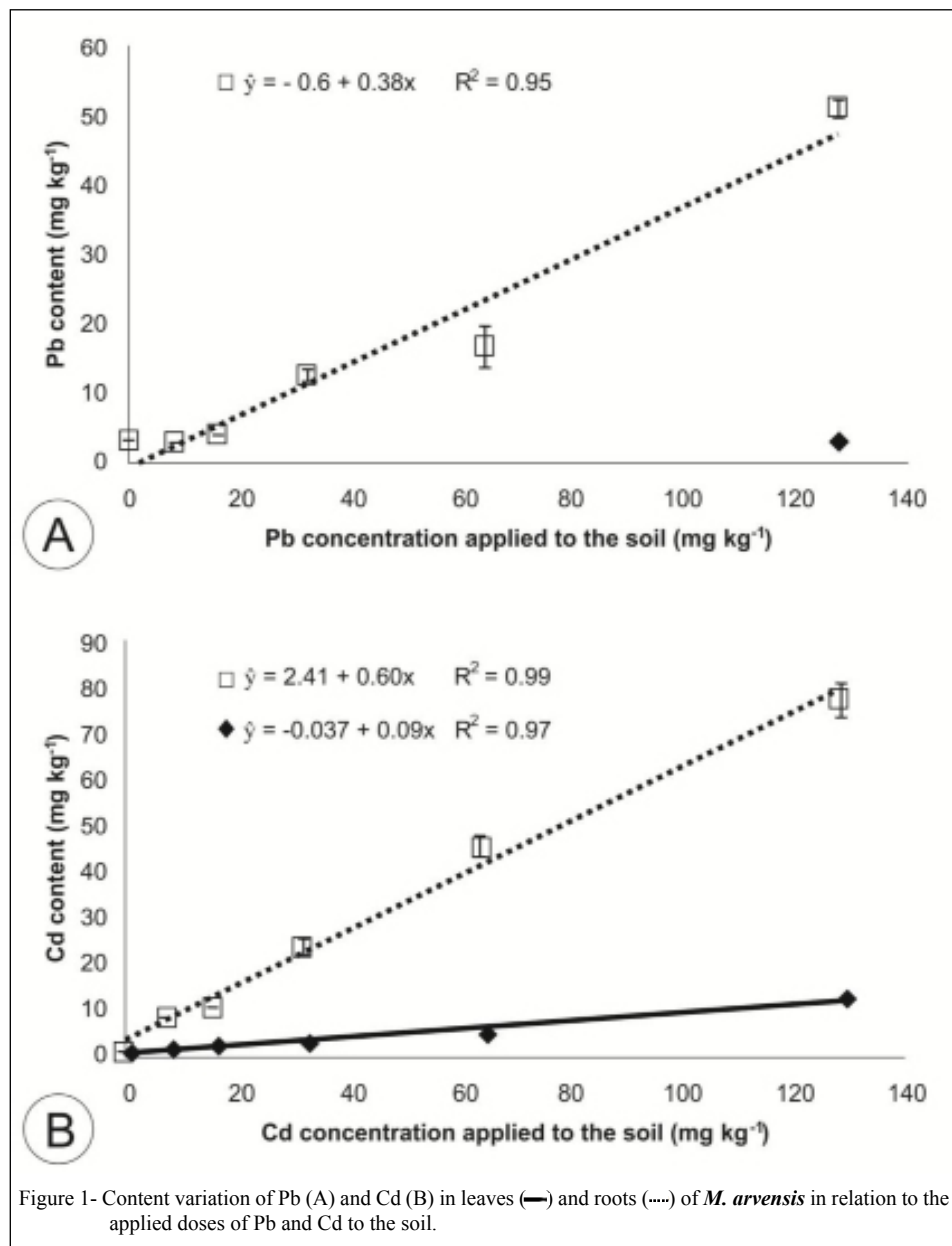 60
50
40
30
20
10
0
Pb content (mg kg⁻¹)
□ ŷ = - 0.6 + 0.38x R² = 0.95
0 20 40 60 80 100 120 140
Pb concentration applied to the soil (mg kg⁻¹)
A
90
80
70
60
50
40
30
20
10
0
Cd content (mg kg⁻¹)
□ ŷ = 2.41 + 0.60x R² = 0.99
◆ ŷ = -0.037 + 0.09x R² = 0.97
0 20 40 60 80 100 120 140
Cd concentration applied to the soil (mg kg⁻¹)
B
Figure 1- Content variation of Pb (A) and Cd (B) in leaves (—) and roots (.....) of M. arvensis in relation to the
applied doses of Pb and Cd to the soil.